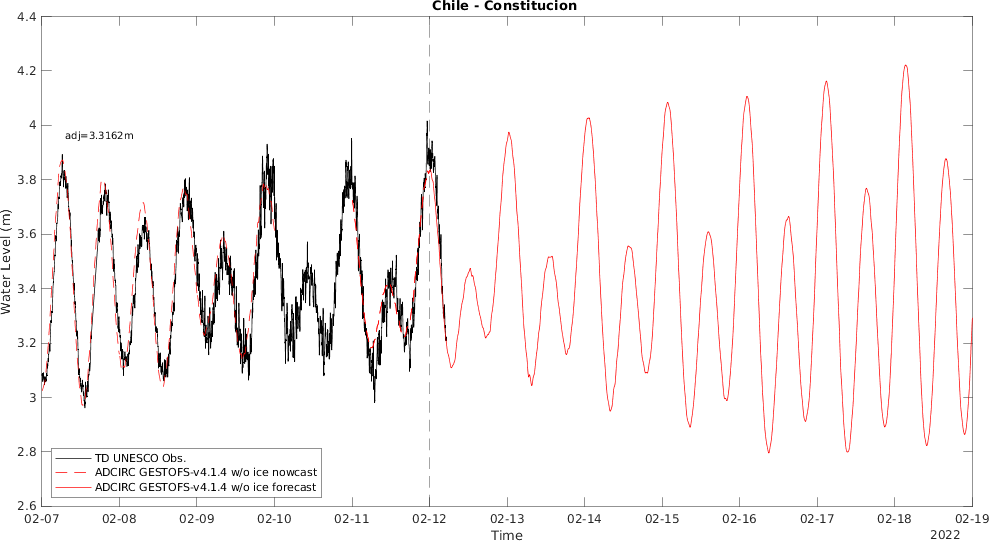 Chile - Constitucion
4.4
4.2
4
3.8
3.6
3.4
3.2
3
2.8
2.6
Water Level (m)
adj=3.3162m
TD UNESCO Obs.
ADCIRC GESTOFS-v4.1.4 w/o ice nowcast
ADCIRC GESTOFS-v4.1.4 w/o ice forecast
02-07 02-08 02-09 02-10 02-11 02-12 02-13 02-14 02-15 02-16 02-17 02-18 02-19
Time
2022